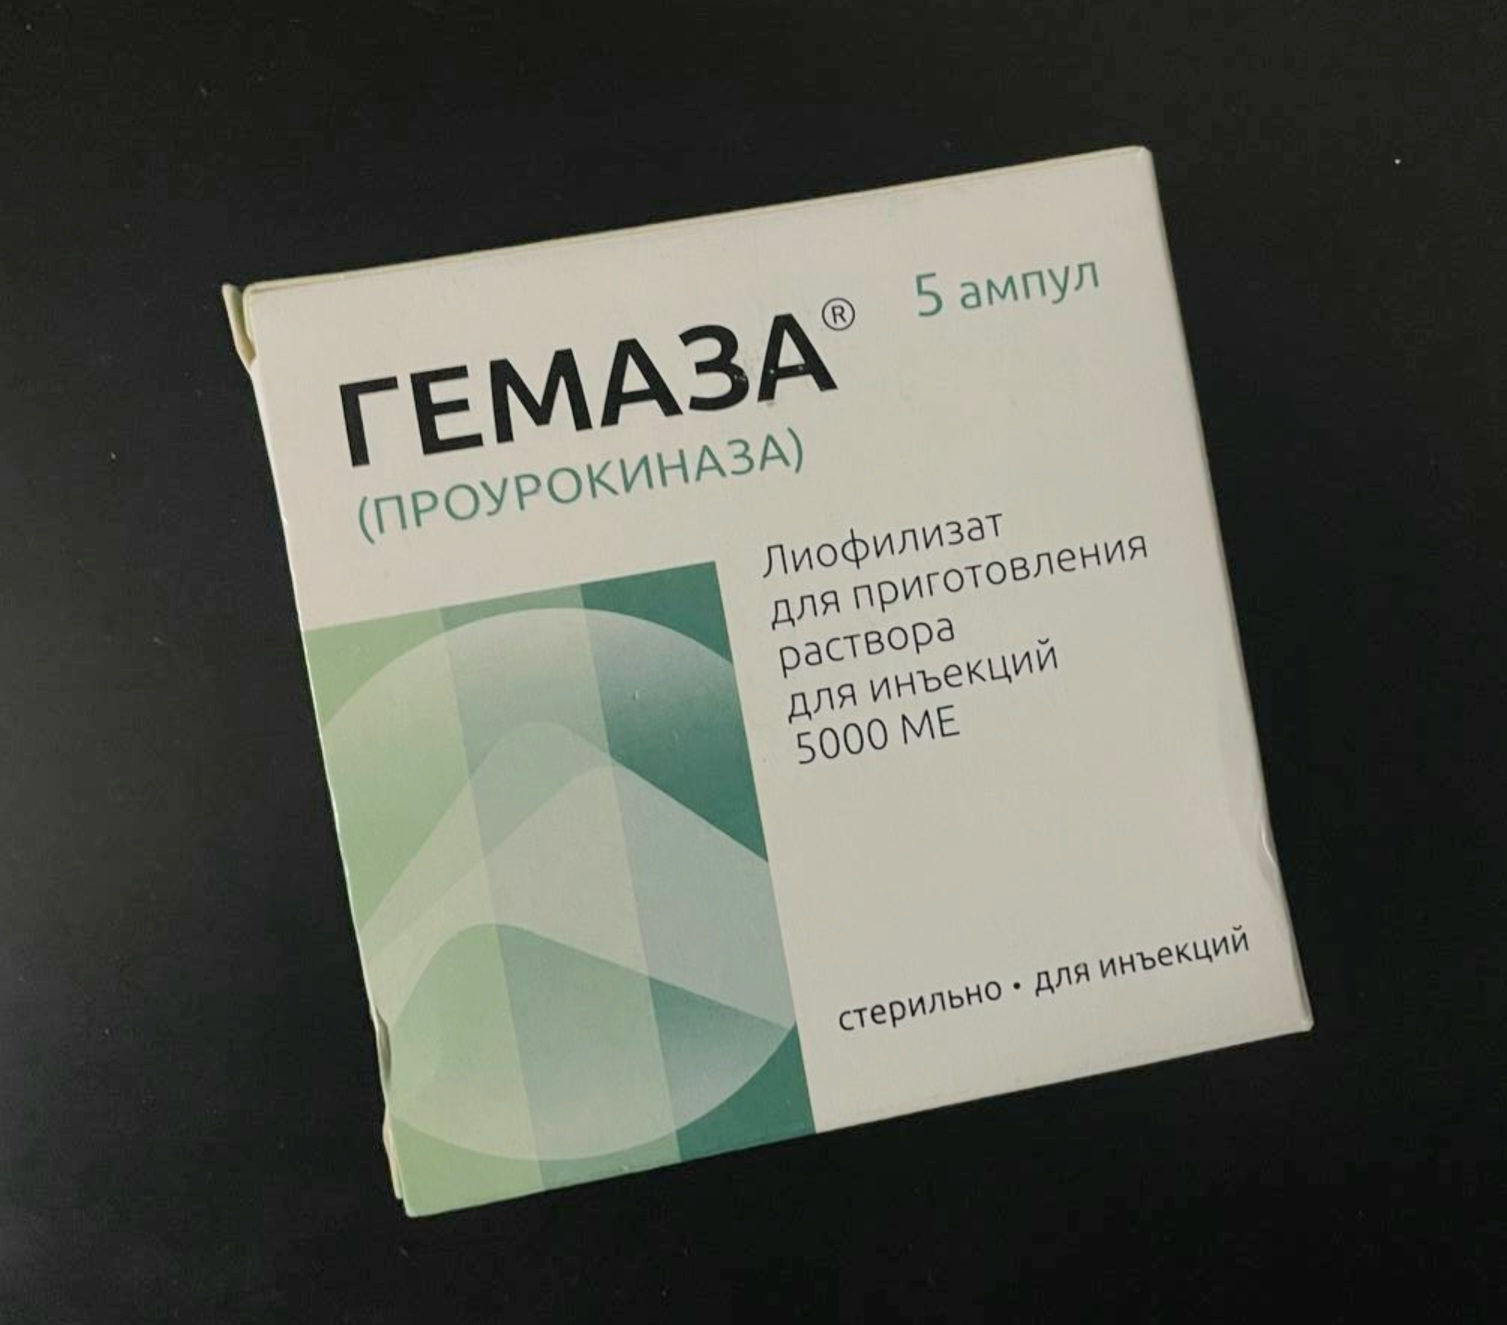 ГЕМАЗА® 5 ампул
(ПРОУРОКИНАЗА)
Лиофилизат
для приготовления
раствора
для инъекций
5000 МЕ
стерильно • для инъекций